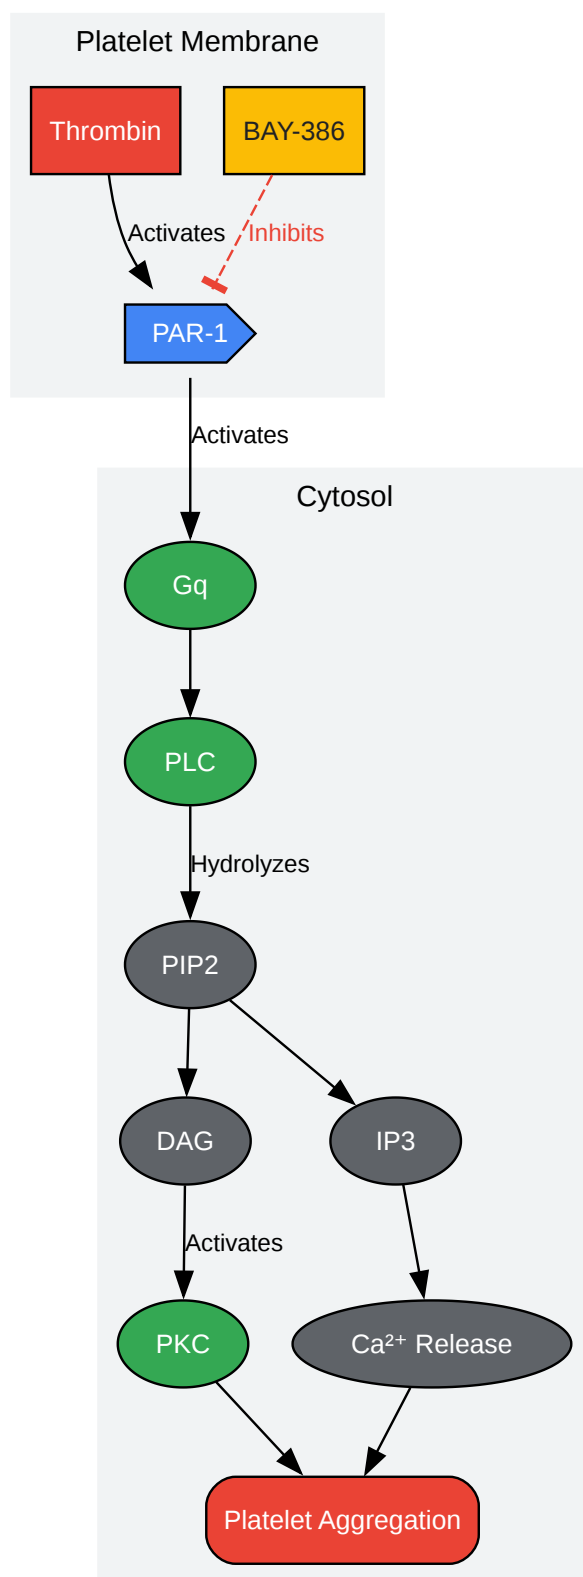 Platelet Membrane
Thrombin
BAY-386
Activates
Inhibits
PAR-1
Activates
Cytosol
Gq
PLC
Hydrolyzes
PIP2
DAG
IP3
Activates
PKC
Ca²⁺ Release
Platelet Aggregation